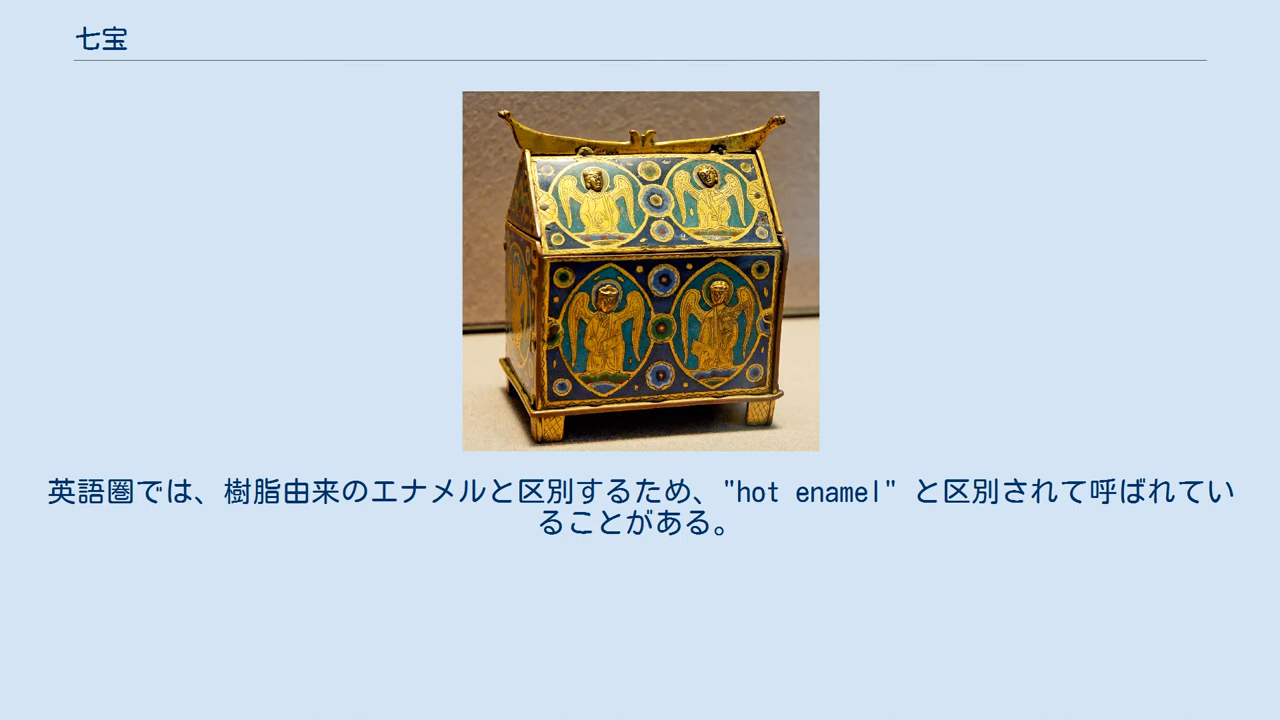 七宝
英語圏では、樹脂由来のエナメルと区別するため、"hot enamel" と区別されて呼ばれてい
ることがある。